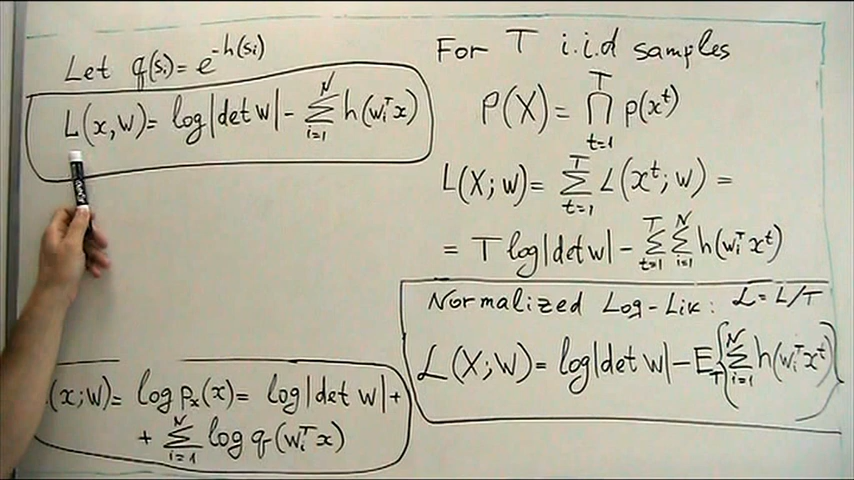 Let q(sᵢ) = e^{-h(sᵢ)}
L(x, w) = log|det w| - Σ_{i=1}^{N} h(wᵢᵀx)
(x; w) = log pₓ(x) = log|det w| +
+ Σ_{i=1}^{N} log q(wᵢᵀx)
For T i.i.d samples
P(X) = ∏_{t=1}^{T} p(xᵗ)
L(X; w) = Σ_{t=1}^{T} L(xᵗ; w) =
= T log|det w| - Σ_{t=1}^{T} Σ_{i=1}^{N} h(wᵢᵀxᵗ)
Normalized Log-Lik: ℒ = L/T
ℒ(X; W) = log|det w| - E_T{Σ_{i=1}^{N} h(wᵢᵀxᵗ)}